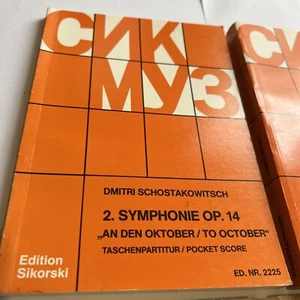 СИК
МУЗ
DMITRI SCHOSTAKOWITSCH
2. SYMPHONIE OP. 14
„AN DEN OKTOBER / TO OCTOBER“
TASCHENPARTITUR / POCKET SCORE
Edition
Sikorski
ED. NR. 2225
СИ